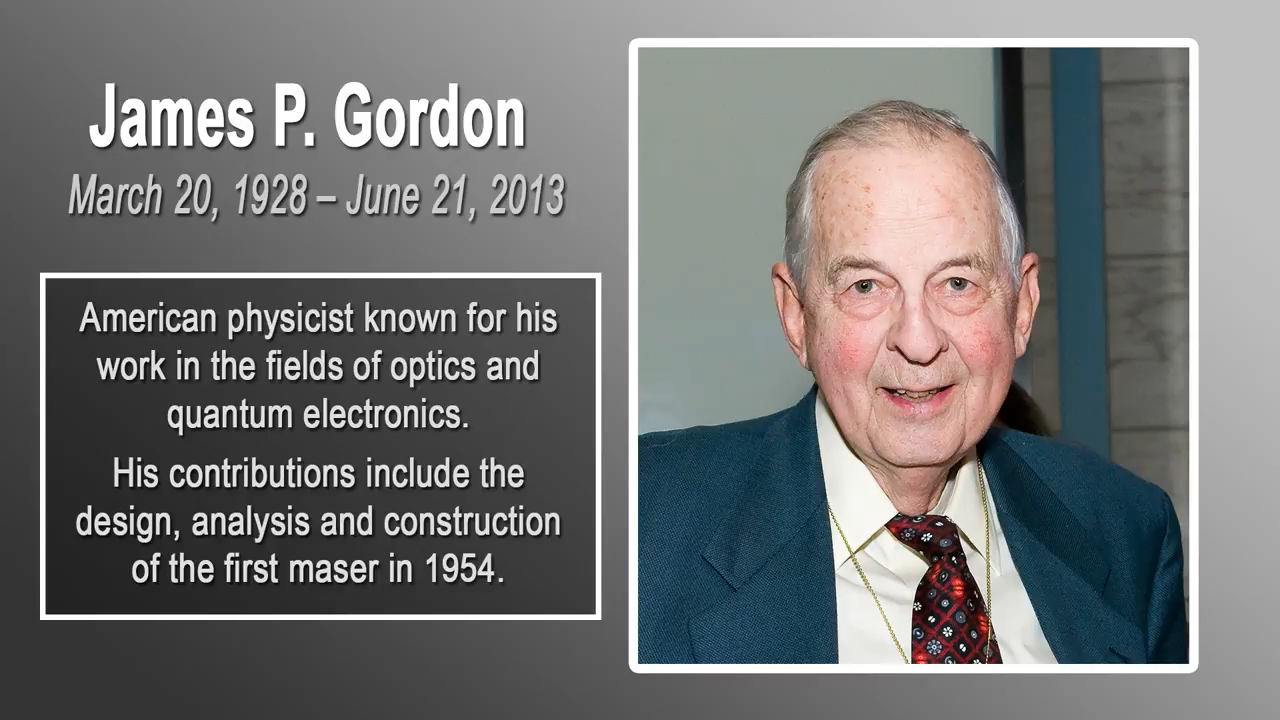 James P. Gordon
March 20, 1928 – June 21, 2013
American physicist known for his
work in the fields of optics and
quantum electronics.
His contributions include the
design, analysis and construction
of the first maser in 1954.